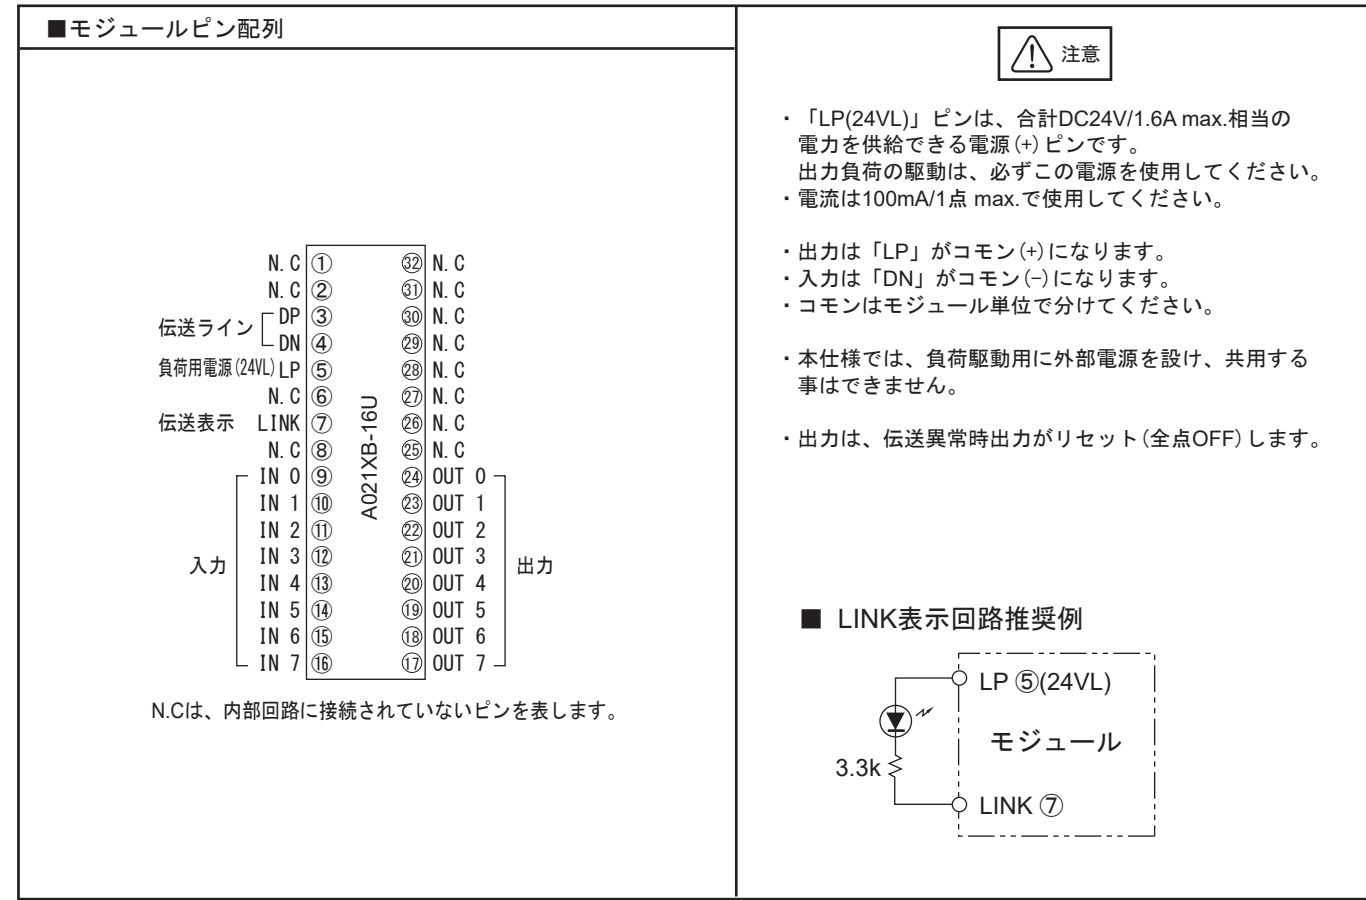 ■モジュールピン配列
N.C ① ㉜ N.C
N.C ② ㉛ N.C
伝送ライン DP ③ ㉚ N.C
DN ④ ㉙ N.C
負荷用電源(24VL) LP ⑤ ㉘ N.C
N.C ⑥ ㉗ N.C
伝送表示 LINK ⑦ ㉖ N.C
N.C ⑧ ㉕ N.C
A021XB-16U
入力
出力
IN 0 ⑨ ㉔ OUT 0
IN 1 ⑩ ㉓ OUT 1
IN 2 ⑪ ㉒ OUT 2
IN 3 ⑫ ㉑ OUT 3
IN 4 ⑬ ⑳ OUT 4
IN 5 ⑭ ⑲ OUT 5
IN 6 ⑮ ⑱ OUT 6
IN 7 ⑯ ⑰ OUT 7
N.Cは、内部回路に接続されていないピンを表します。
注意
・「LP(24VL)」ピンは、合計DC24V/1.6A max.相当の
電力を供給できる電源(+)ピンです。
出力負荷の駆動は、必ずこの電源を使用してください。
・電流は100mA/1点 max.で使用してください。
・出力は「LP」がコモン(+)になります。
・入力は「DN」がコモン(−)になります。
・コモンはモジュール単位で分けてください。
・本仕様では、負荷駆動用に外部電源を設け、共用する
事はできません。
・出力は、伝送異常時出力がリセット(全点OFF)します。
■ LINK表示回路推奨例
LP ⑤(24VL)
モジュール
3.3k
LINK ⑦